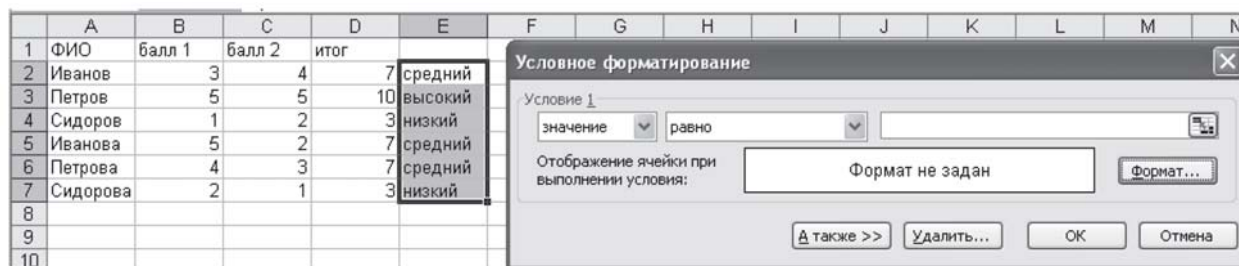 A B C D E F G H I J K L M N
1 ФИО балл 1 балл 2 итог
2 Иванов 3 4 7 средний
3 Петров 5 5 10 высокий
4 Сидоров 1 2 3 низкий
5 Иванова 5 2 7 средний
6 Петрова 4 3 7 средний
7 Сидорова 2 1 3 низкий
8
9
10
Условное форматирование
Условие 1
значение равно
Отображение ячейки при
выполнении условия:
Формат не задан
Формат...
А также >> Удалить... ОК Отмена